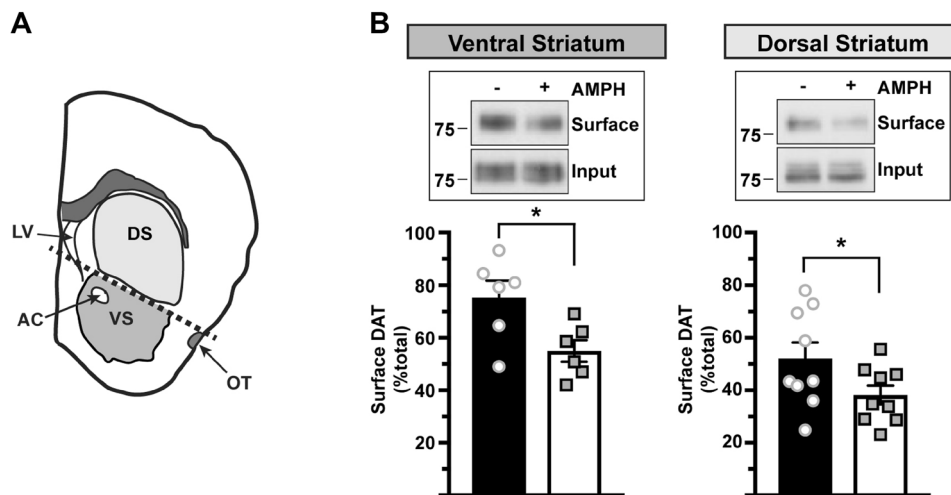 A
LV
DS
AC
VS
OT
B
Ventral Striatum
- + AMPH
75 Surface
75 Input
*
Surface DAT
(%total)
100
80
60
40
20
Dorsal Striatum
- + AMPH
75 Surface
75 Input
*
Surface DAT
(%total)
100
80
60
40
20